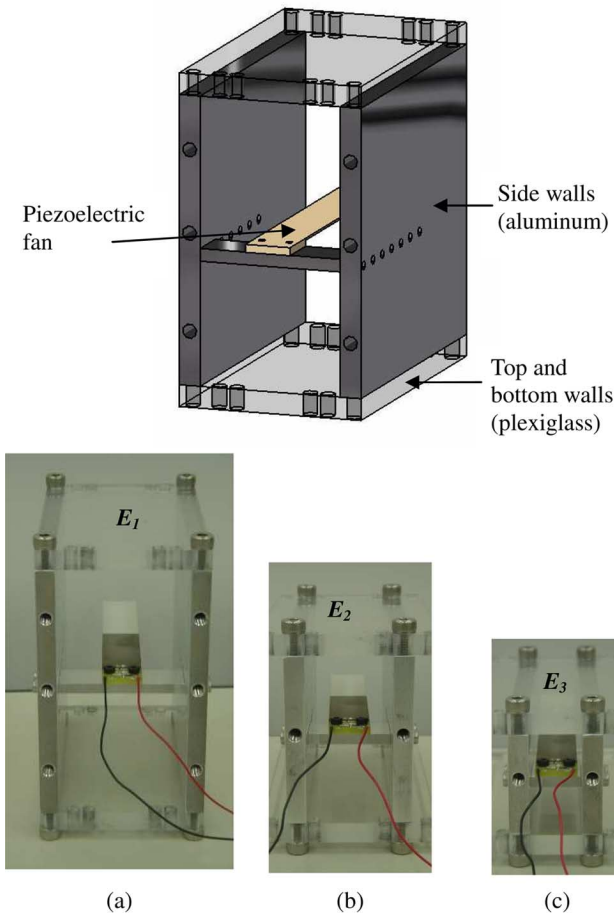 Piezoelectric
fan
Side walls
(aluminum)
Top and
bottom walls
(plexiglass)
E1
E2
E3
(a)
(b)
(c)